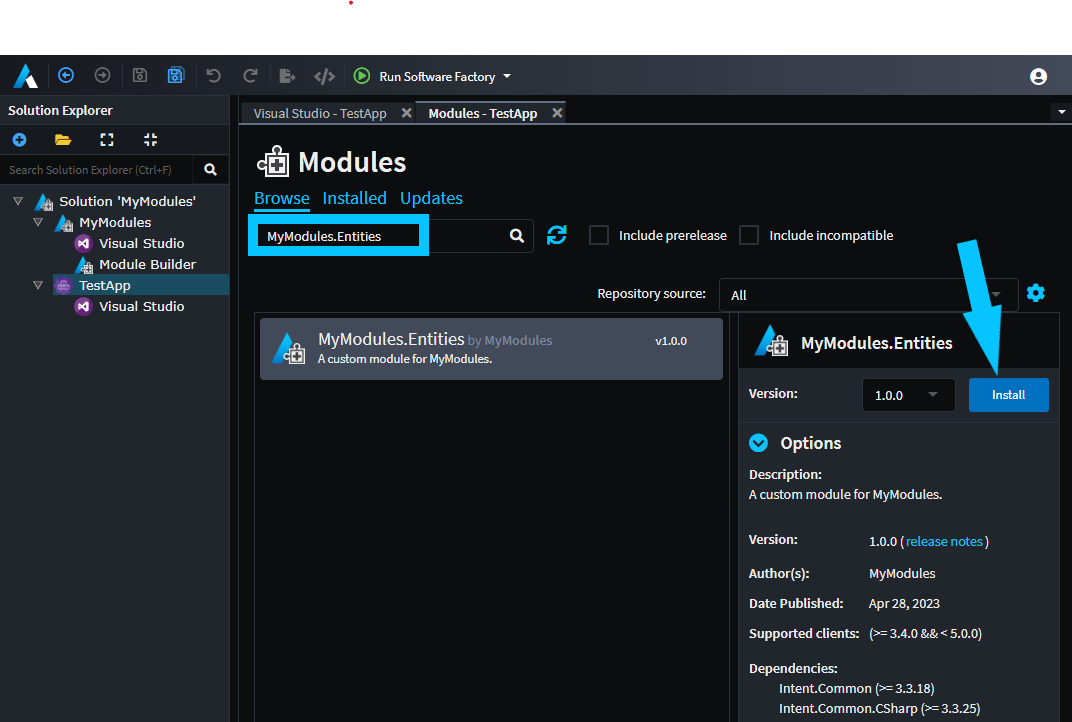 Run Software Factory
Solution Explorer
Visual Studio - TestApp
Modules - TestApp
Search Solution Explorer (Ctrl+F)
Solution 'MyModules'
MyModules
Visual Studio
Module Builder
TestApp
Visual Studio
Modules
Browse Installed Updates
MyModules.Entities
Include prerelease
Include incompatible
Repository source: All
MyModules.Entities by MyModules v1.0.0
A custom module for MyModules.
MyModules.Entities
Version: 1.0.0 Install
Options
Description:
A custom module for MyModules.
Version: 1.0.0 (release notes)
Author(s): MyModules
Date Published: Apr 28, 2023
Supported clients: (>= 3.4.0 && < 5.0.0)
Dependencies:
Intent.Common (>= 3.3.18)
Intent.Common.CSharp (>= 3.3.25)